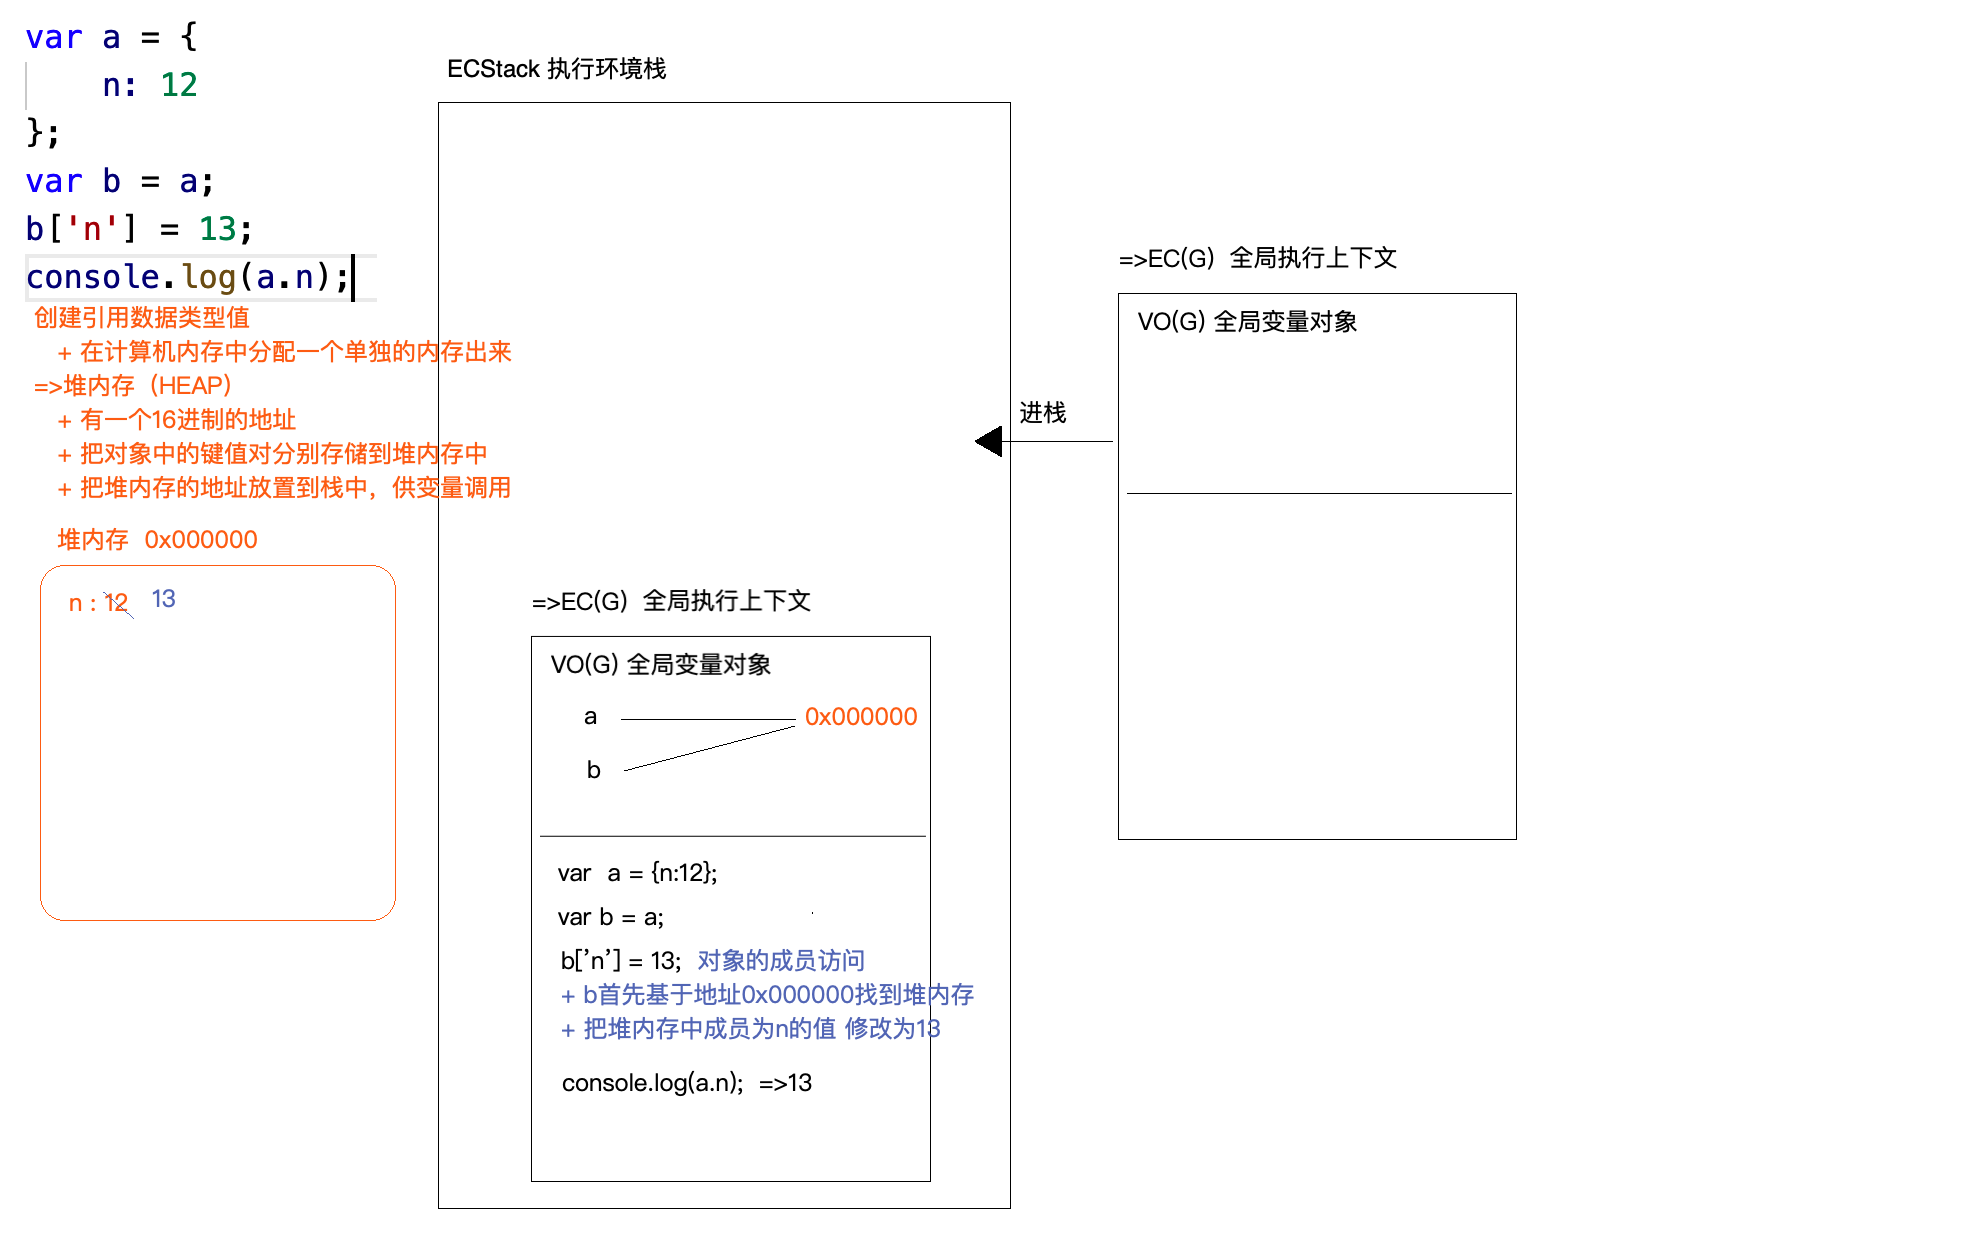 var a = {
n: 12
};
var b = a;
b['n'] = 13;
console.log(a.n);
创建引用数据类型值
+ 在计算机内存中分配一个单独的内存出来
=>堆内存（HEAP）
+ 有一个16进制的地址
+ 把对象中的键值对分别存储到堆内存中
+ 把堆内存的地址放置到栈中，供变量调用
堆内存 0x000000
n : 12 13
ECStack 执行环境栈
=>EC(G) 全局执行上下文
VO(G) 全局变量对象
a 0x000000
b
var a = {n:12};
var b = a;
b['n’] = 13; 对象的成员访问
+ b首先基于地址0x000000找到堆内存
+ 把堆内存中成员为n的值 修改为13
console.log(a.n); =>13
进栈
=>EC(G) 全局执行上下文
VO(G) 全局变量对象